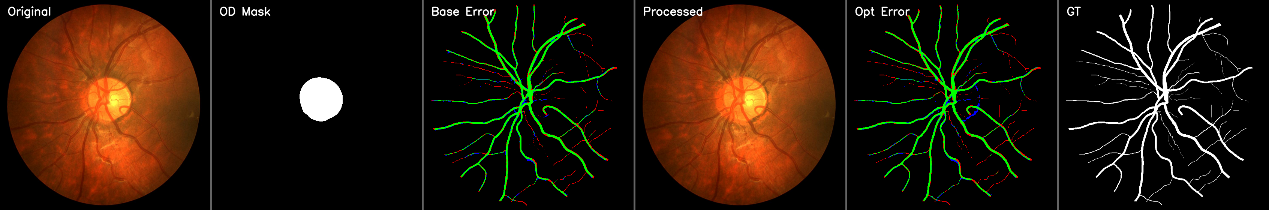 Original
OD Mask
Base Error
Processed
Opt Error
GT